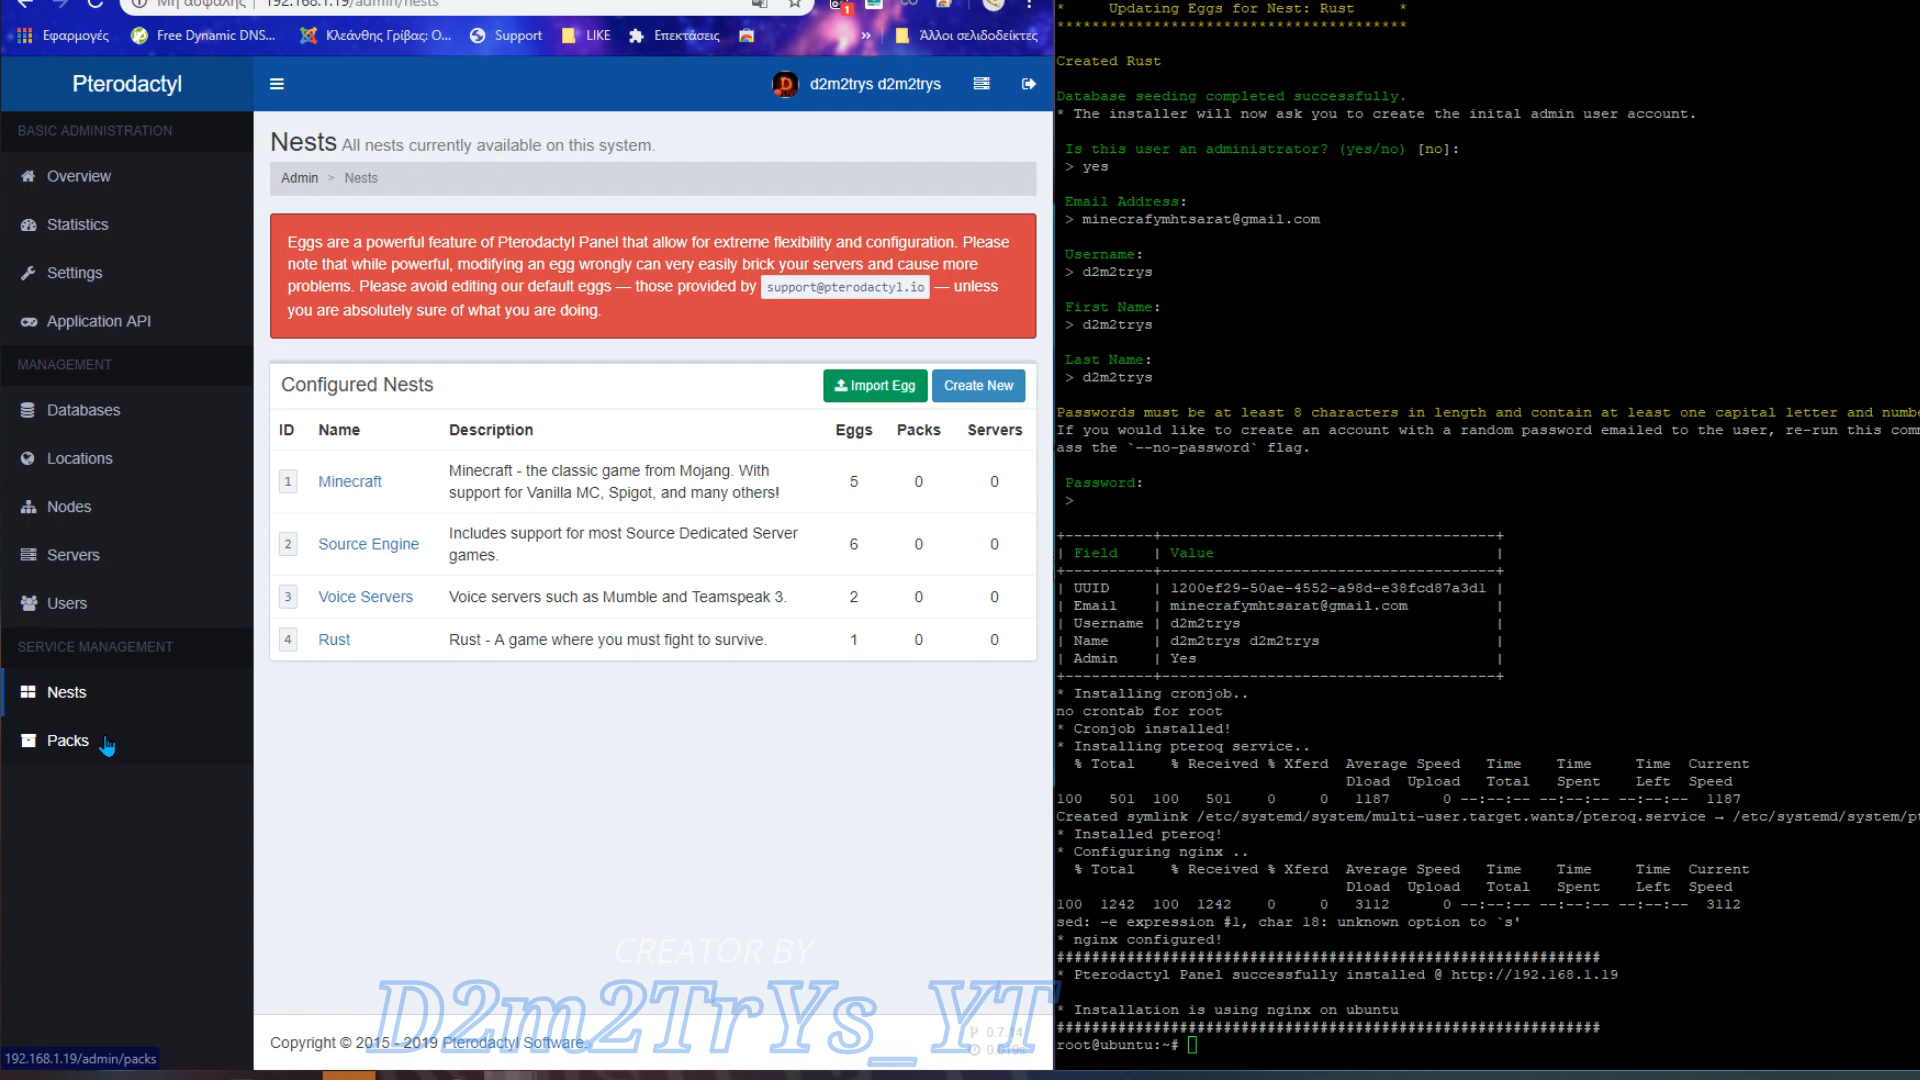 Μη ασφαλής | 192.168.1.19/admin/nests
Εφαρμογές
Free Dynamic DNS...
Κλεάνθης Γρίβας: Ο...
Support
LIKE
Επεκτάσεις
»
Άλλοι σελιδοδείκτες
Pterodactyl
d2m2trys d2m2trys
BASIC ADMINISTRATION
Overview
Statistics
Settings
Application API
MANAGEMENT
Databases
Locations
Nodes
Servers
Users
SERVICE MANAGEMENT
Nests
Packs
192.168.1.19/admin/packs
Nests All nests currently available on this system.
Admin > Nests
Eggs are a powerful feature of Pterodactyl Panel that allow for extreme flexibility and configuration. Please
note that while powerful, modifying an egg wrongly can very easily brick your servers and cause more
problems. Please avoid editing our default eggs — those provided by support@pterodactyl.io — unless
you are absolutely sure of what you are doing.
Configured Nests
Import Egg
Create New
ID Name Description Eggs Packs Servers
1 Minecraft Minecraft - the classic game from Mojang. With
support for Vanilla MC, Spigot, and many others! 5 0 0
2 Source Engine Includes support for most Source Dedicated Server
games. 6 0 0
3 Voice Servers Voice servers such as Mumble and Teamspeak 3. 2 0 0
4 Rust Rust - A game where you must fight to survive. 1 0 0
CREATOR BY
D2m2TrYs_YT
Copyright © 2015 - 2019 Pterodactyl Software.
0.7.14
0.019s
* Updating Eggs for Nest: Rust *
****************************************
Created Rust
Database seeding completed successfully.
* The installer will now ask you to create the inital admin user account.
Is this user an administrator? (yes/no) [no]:
> yes
Email Address:
> minecrafymhtsarat@gmail.com
Username:
> d2m2trys
First Name:
> d2m2trys
Last Name:
> d2m2trys
Passwords must be at least 8 characters in length and contain at least one capital letter and numbe
If you would like to create an account with a random password emailed to the user, re-run this com
ass the `--no-password` flag.
Password:
>
+----------+---------------------------------------+
| Field | Value |
+----------+---------------------------------------+
| UUID | 1200ef29-50ae-4552-a98d-e38fcd87a3d1 |
| Email | minecrafymhtsarat@gmail.com |
| Username | d2m2trys |
| Name | d2m2trys d2m2trys |
| Admin | Yes |
+----------+---------------------------------------+
* Installing cronjob..
no crontab for root
* Cronjob installed!
* Installing pteroq service..
% Total % Received % Xferd Average Speed Time Time Time Current
Dload Upload Total Spent Left Speed
100 501 100 501 0 0 1187 0 --:--:-- --:--:-- --:--:-- 1187
Created symlink /etc/systemd/system/multi-user.target.wants/pteroq.service → /etc/systemd/system/pt
* Installed pteroq!
* Configuring nginx ..
% Total % Received % Xferd Average Speed Time Time Time Current
Dload Upload Total Spent Left Speed
100 1242 100 1242 0 0 3112 0 --:--:-- --:--:-- --:--:-- 3112
sed: -e expression #1, char 18: unknown option to `s'
* nginx configured!
##############################################################
* Pterodactyl Panel successfully installed @ http://192.168.1.19
* Installation is using nginx on ubuntu
##############################################################
root@ubuntu:~#